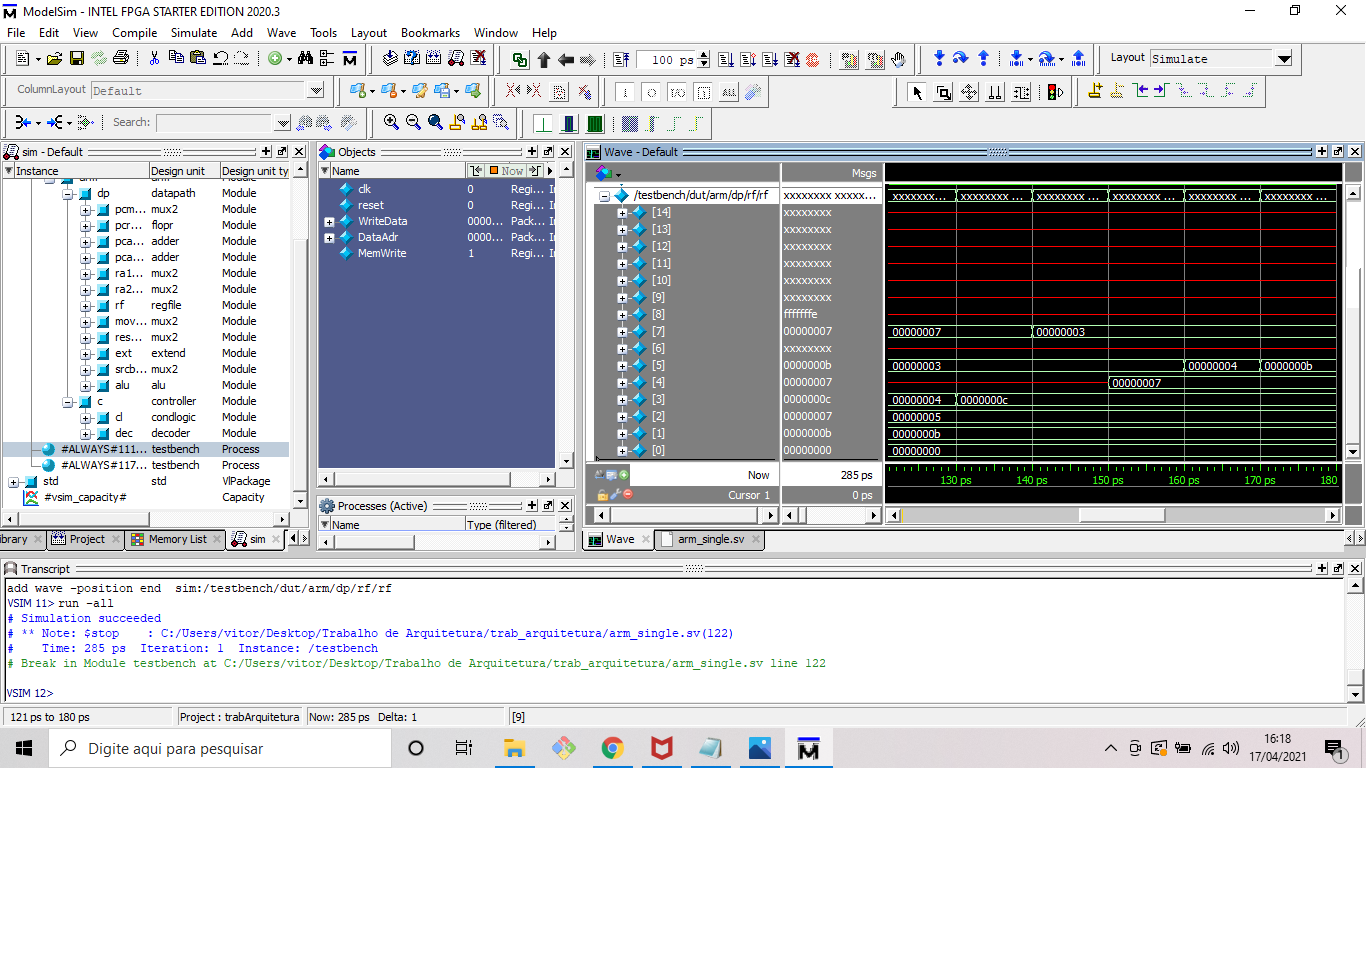 ModelSim - INTEL FPGA STARTER EDITION 2020.3
File Edit View Compile Simulate Add Wave Tools Layout Bookmarks Window Help
100 ps
Layout Simulate
ColumnLayout Default
Search:
sim - Default
Instance Design unit Design unit ty
dp datapath Module
pcm... mux2 Module
pcr... flopr Module
pca... adder Module
pca... adder Module
ra1... mux2 Module
ra2... mux2 Module
rf regfile Module
mov... mux2 Module
res... mux2 Module
ext extend Module
srcb... mux2 Module
alu alu Module
c controller Module
cl condlogic Module
dec decoder Module
#ALWAYS#111... testbench Process
#ALWAYS#117... testbench Process
std std VlPackage
#vsim_capacity# Capacity
ibrary Project Memory List sim
Objects
Name Now
clk 0 Regi... In
reset 0 Regi... In
WriteData 0000... Pack... In
DataAdr 0000... Pack... In
MemWrite 1 Regi... In
Processes (Active)
Name Type (filtered)
Wave - Default
Msgs
/testbench/dut/arm/dp/rf/rf xxxxxxxx xxxxx... xxxxxxx... xxxxxxxx ... xxxxxxxx ... xxxxxxxx ... xxxxxxxx ... xxxxxxxx ...
[14] xxxxxxxx
[13] xxxxxxxx
[12] xxxxxxxx
[11] xxxxxxxx
[10] xxxxxxxx
[9] xxxxxxxx
[8] fffffffe
[7] 00000007 00000007 00000003
[6] xxxxxxxx
[5] 0000000b 00000003 00000004 0000000b
[4] 00000007 00000007
[3] 0000000c 00000004 0000000c
[2] 00000007 00000005
[1] 0000000b 0000000b
[0] 00000000 00000000
Now 285 ps
130 ps 140 ps 150 ps 160 ps 170 ps 180
Cursor 1 0 ps
Wave arm_single.sv
Transcript
add wave -position end sim:/testbench/dut/arm/dp/rf/rf
VSIM 11> run -all
# Simulation succeeded
# ** Note: $stop : C:/Users/vitor/Desktop/Trabalho de Arquitetura/trab_arquitetura/arm_single.sv(122)
# Time: 285 ps Iteration: 1 Instance: /testbench
# Break in Module testbench at C:/Users/vitor/Desktop/Trabalho de Arquitetura/trab_arquitetura/arm_single.sv line 122
VSIM 12>
121 ps to 180 ps Project : trabArquitetura Now: 285 ps Delta: 1 [9]
Digite aqui para pesquisar
16:18
17/04/2021
1